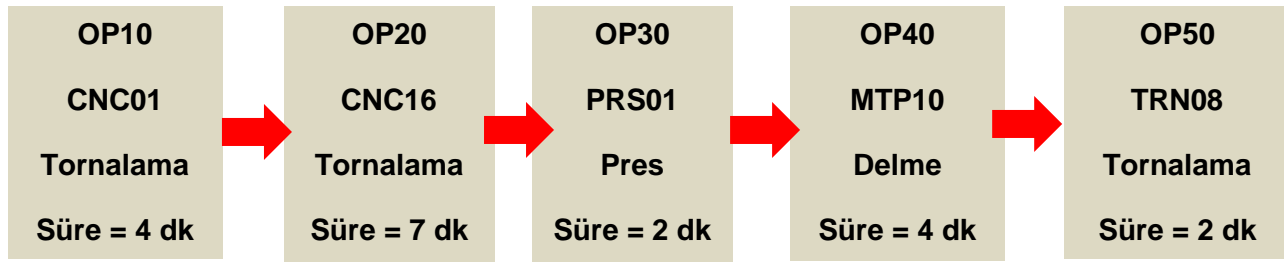 OP10
CNC01
Tornalama
Süre = 4 dk
OP20
CNC16
Tornalama
Süre = 7 dk
OP30
PRS01
Pres
Süre = 2 dk
OP40
MTP10
Delme
Süre = 4 dk
OP50
TRN08
Tornalama
Süre = 2 dk